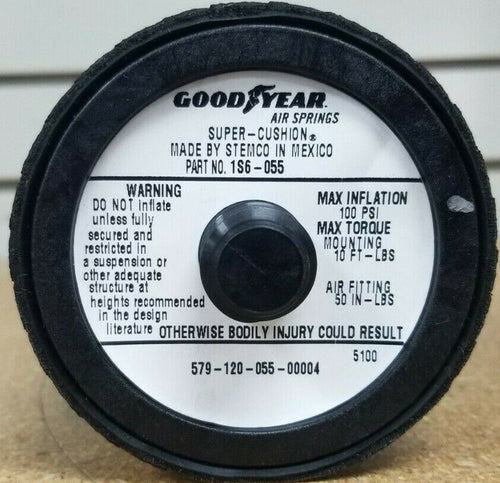 GOODYEAR
AIR SPRINGS
SUPER-CUSHION®
MADE BY STEMCO IN MEXICO
PART NO. 1S6-055
WARNING
DO NOT Inflate
unless fully
secured and
restricted in
a suspension or
other adequate
structure at
heights recommended
in the design
literature OTHERWISE BODILY INJURY COULD RESULT
MAX INFLATION
100 PSI
MAX TORQUE
MOUNTING
10 FT-LBS
AIR FITTING
50 IN-LBS
5100
579-120-055-00004